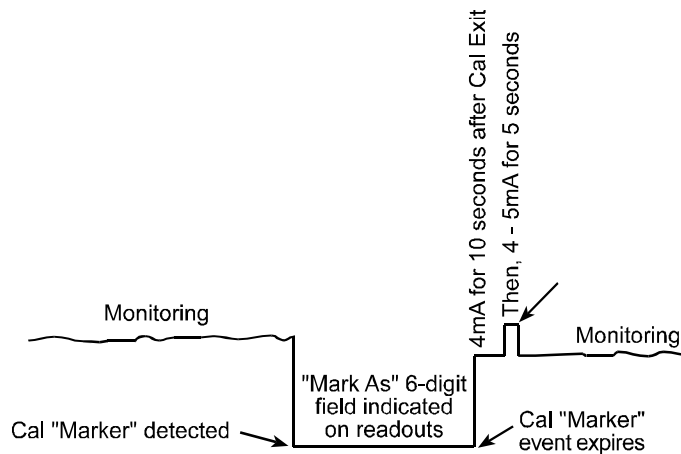 4mA for 10 seconds after Cal Exit
Then, 4 - 5mA for 5 seconds
Monitoring
Monitoring
"Mark As" 6-digit
field indicated
on readouts
Cal "Marker" detected
Cal "Marker"
event expires